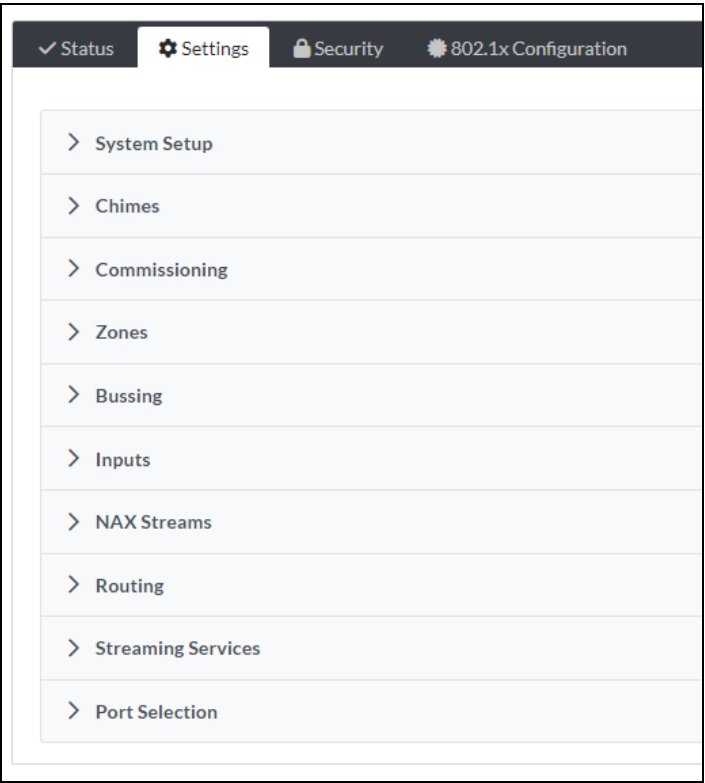 Status Settings Security 802.1x Configuration
System Setup
Chimes
Commissioning
Zones
Bussing
Inputs
NAX Streams
Routing
Streaming Services
Port Selection